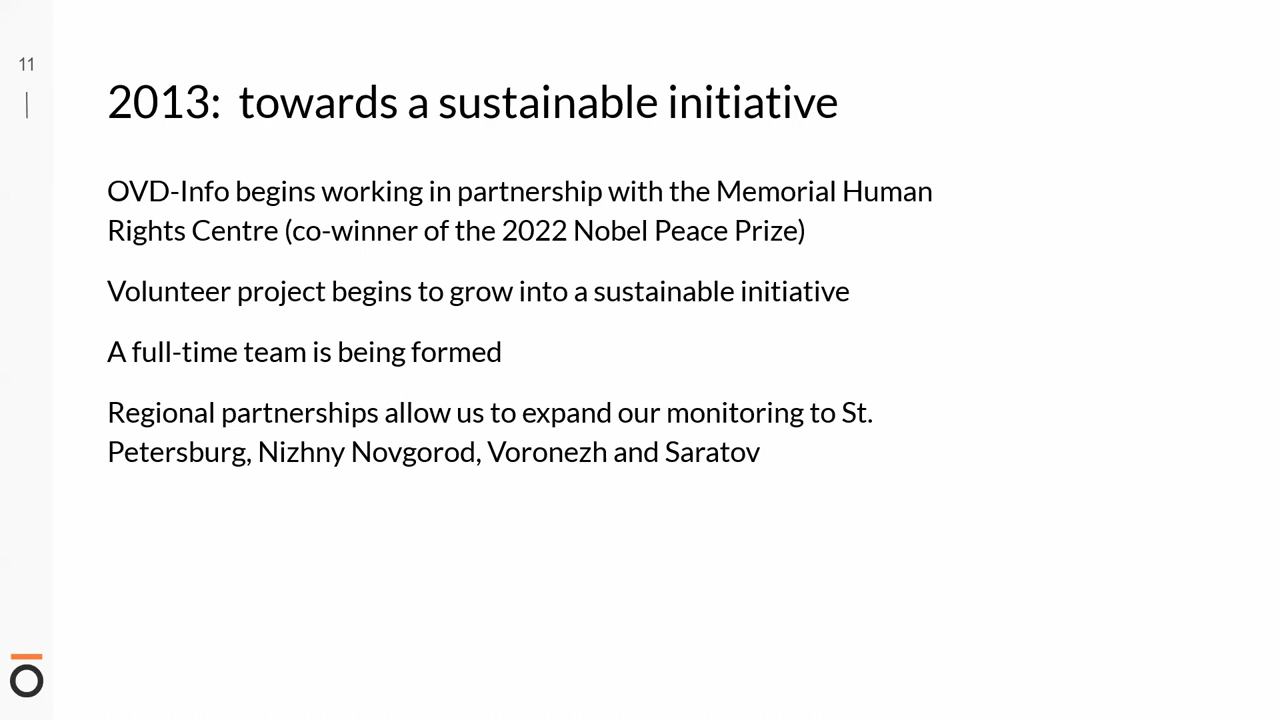 11
2013: towards a sustainable initiative
OVD-Info begins working in partnership with the Memorial Human
Rights Centre (co-winner of the 2022 Nobel Peace Prize)
Volunteer project begins to grow into a sustainable initiative
A full-time team is being formed
Regional partnerships allow us to expand our monitoring to St.
Petersburg, Nizhny Novgorod, Voronezh and Saratov